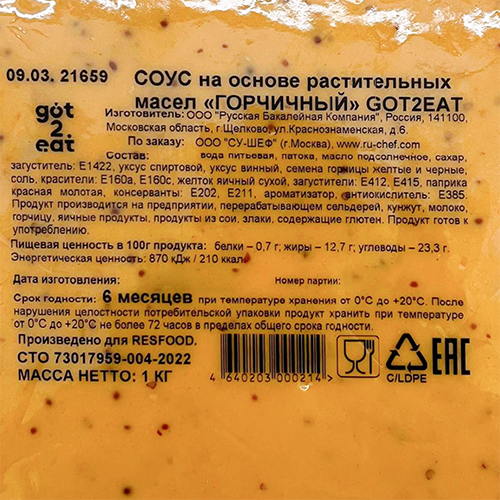 09.03. 21659
СОУС на основе растительных
масел «ГОРЧИЧНЫЙ» GOT2EAT
got
2
eat
Изготовитель: ООО "Русская Бакалейная Компания", Россия, 141100,
Московская область, г.Щелково,ул.Краснознаменская, д.6.
По заказу: ООО "СУ-ШЕФ" (г.Москва), www.ru-chef.com
Состав: вода питьевая, патока, масло подсолнечное, сахар,
загуститель: Е1422, уксус спиртовой, уксус винный, семена горчицы желтые и черные,
соль, красители: Е160а, Е160с, желток яичный сухой, загустители: Е412, Е415, паприка
красная молотая, консерванты: Е202, Е211, ароматизатор, антиокислитель: Е385.
Продукт производится на предприятии, перерабатывающем сельдерей, кунжут, молоко,
горчицу, яичные продукты, продукты из сои, злаки, содержащие глютен. Продукт готов к
употреблению.
Пищевая ценность в 100г продукта: белки – 0,7 г; жиры – 12,7 г; углеводы – 23,3 г.
Энергетическая ценность: 870 кДж / 210 ккал.
Дата изготовления: Номер партии:
Срок годности: 6 месяцев при температуре хранения от 0°С до +20°С. После
нарушения целостности потребительской упаковки продукт хранить при температуре
от 0°С до +20°С не более 72 часов в пределах общего срока годности.
Произведено для RESFOOD.
СТО 73017959-004-2022
МАССА НЕТТО: 1 КГ
4 640203 000214
C/LDPE
EAC